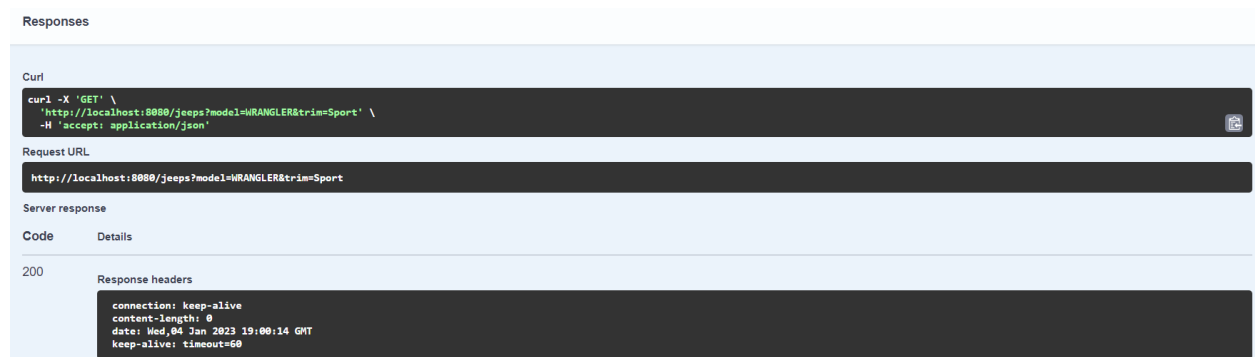 Responses
Curl
curl -X 'GET' \
'http://localhost:8080/jeeps?model=WRANGLER&trim=Sport' \
-H 'accept: application/json'
Request URL
http://localhost:8080/jeeps?model=WRANGLER&trim=Sport
Server response
Code Details
200
Response headers
connection: keep-alive
content-length: 0
date: Wed,04 Jan 2023 19:00:14 GMT
keep-alive: timeout=60